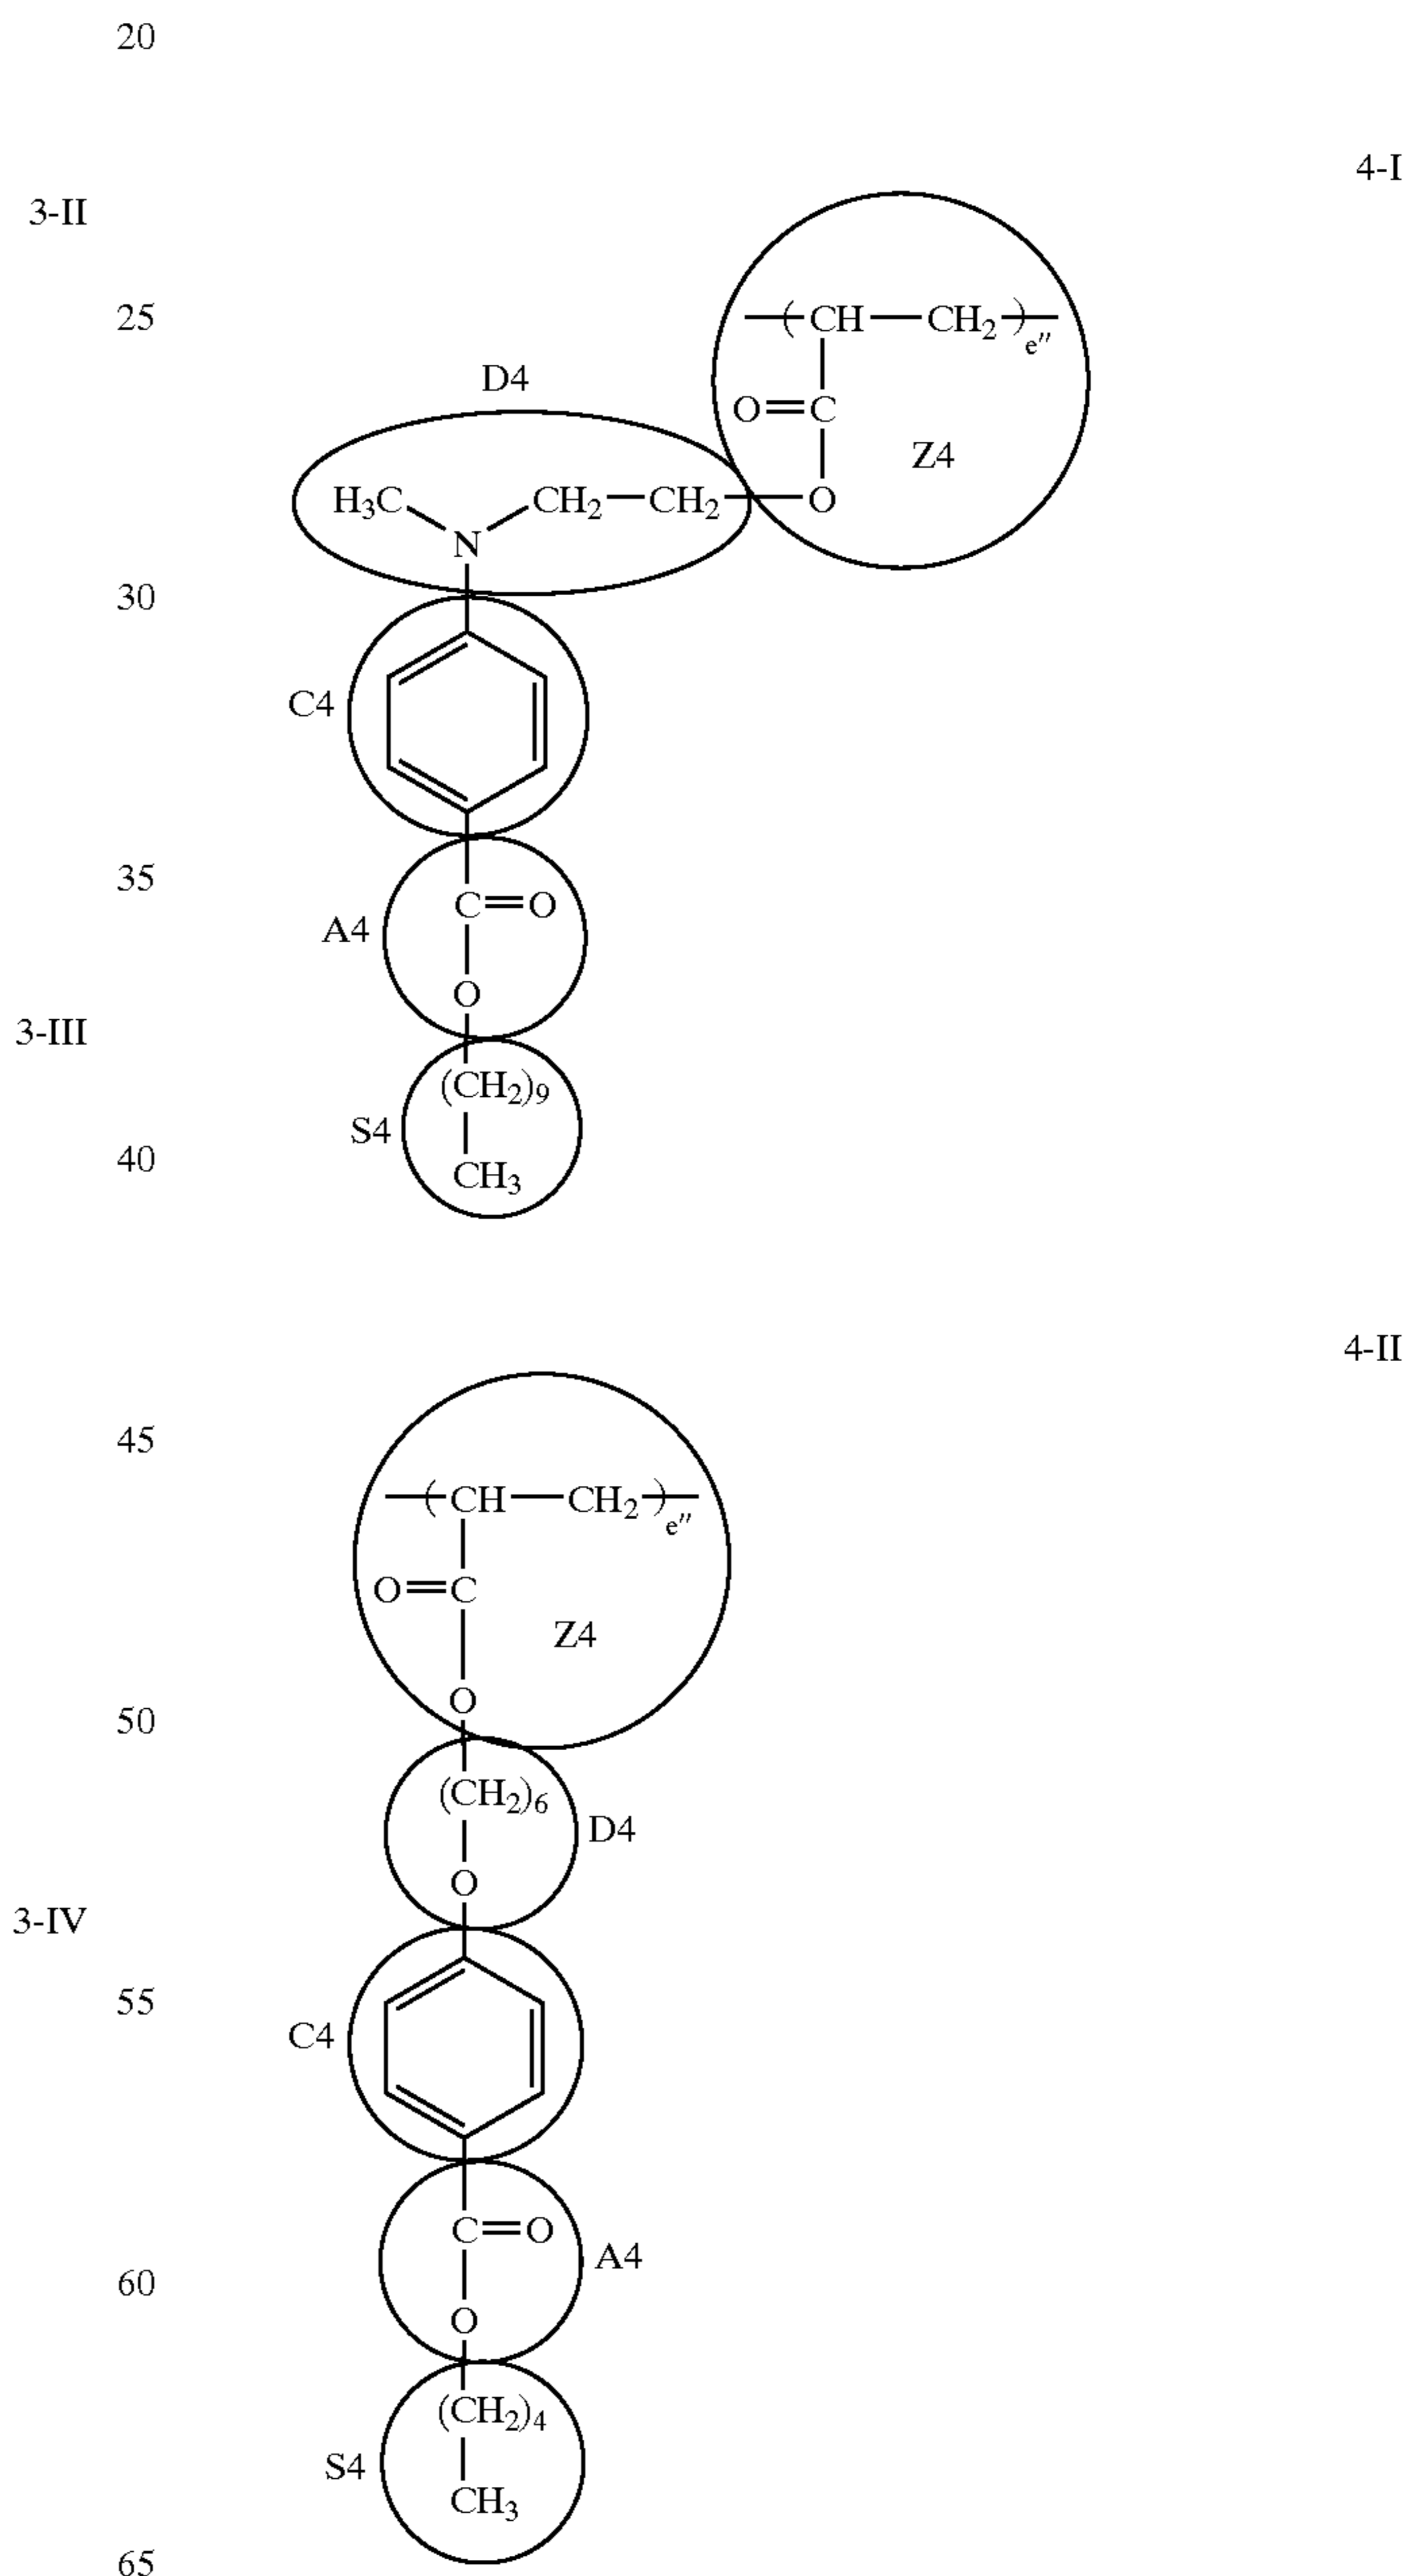 20
4-I
3-II
25
—(CH—CH₂)—e″
D4
O=C
Z4
H₃C CH₂—CH₂—O
N
30
C4
35
C=O
A4
O
3-III
(CH₂)₉
S4
40
CH₃
4-II
45
—(CH—CH₂)—e″
O=C
Z4
O
50
(CH₂)₆
D4
O
3-IV
55
C4
C=O
A4
60
O
(CH₂)₄
S4
CH₃
65